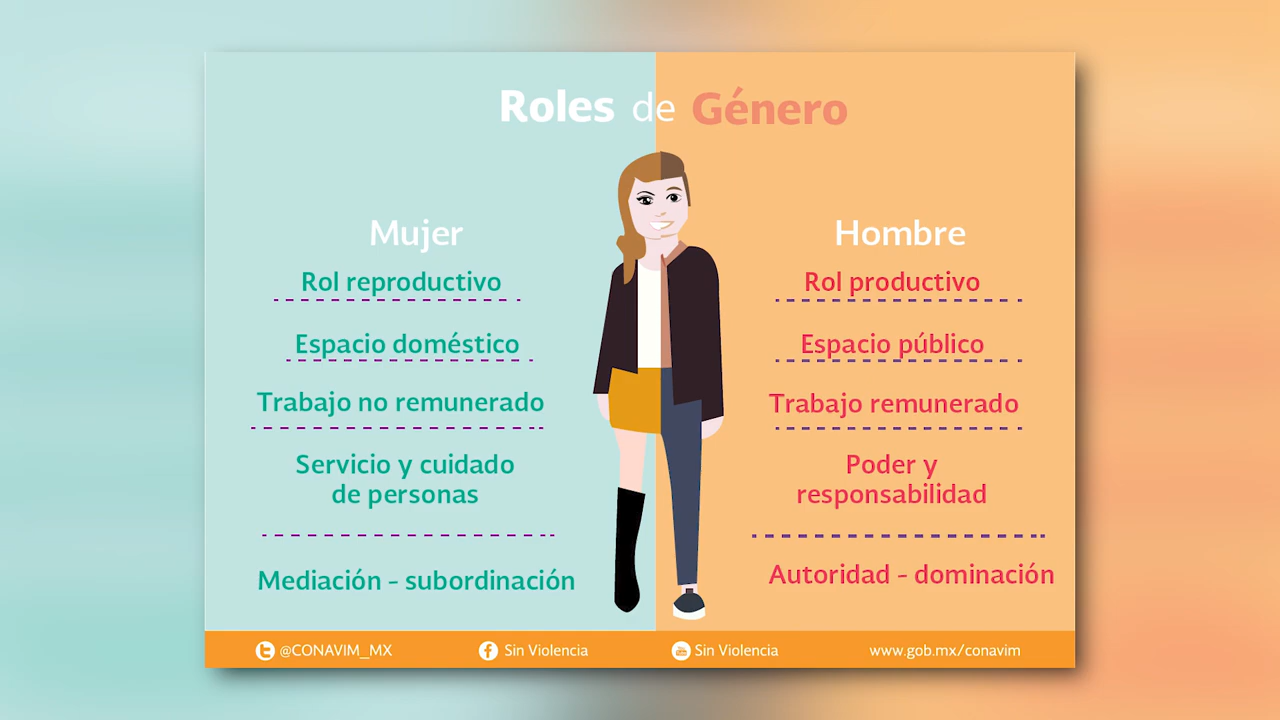 Roles de Género
Mujer
Rol reproductivo
Espacio doméstico
Trabajo no remunerado
Servicio y cuidado
de personas
Mediación - subordinación
Hombre
Rol productivo
Espacio público
Trabajo remunerado
Poder y
responsabilidad
Autoridad - dominación
@CONAVIM_MX
Sin Violencia
Sin Violencia
www.gob.mx/conavim